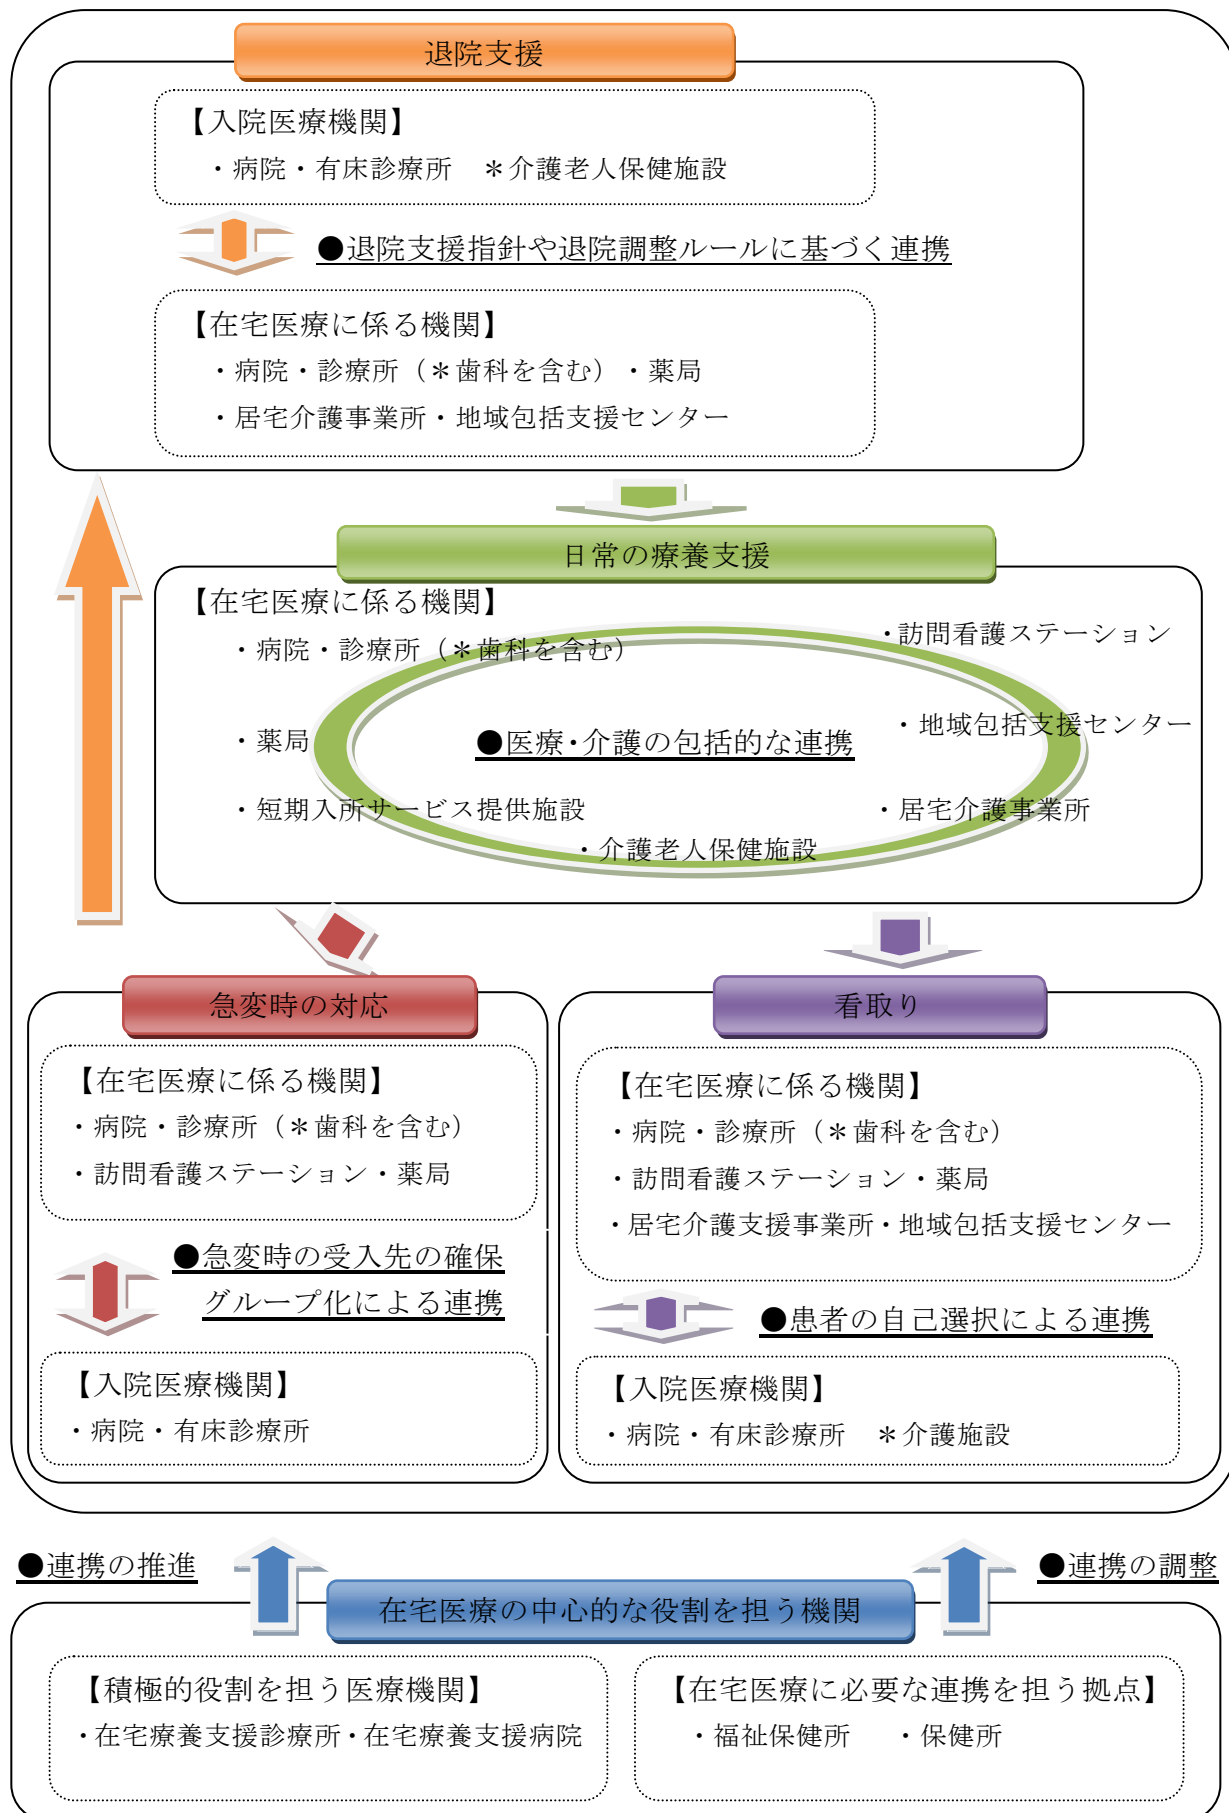 退院支援
【入院医療機関】
・病院・有床診療所　＊介護老人保健施設
●退院支援指針や退院調整ルールに基づく連携
【在宅医療に係る機関】
・病院・診療所（＊歯科を含む）・薬局
・居宅介護事業所・地域包括支援センター
日常の療養支援
【在宅医療に係る機関】
・訪問看護ステーション
・病院・診療所（＊歯科を含む）
・地域包括支援センター
・薬局
●医療・介護の包括的な連携
・短期入所サービス提供施設
・居宅介護事業所
・介護老人保健施設
急変時の対応
【在宅医療に係る機関】
・病院・診療所（＊歯科を含む）
・訪問看護ステーション・薬局
●急変時の受入先の確保
グループ化による連携
【入院医療機関】
・病院・有床診療所
看取り
【在宅医療に係る機関】
・病院・診療所（＊歯科を含む）
・訪問看護ステーション・薬局
・居宅介護支援事業所・地域包括支援センター
●患者の自己選択による連携
【入院医療機関】
・病院・有床診療所　＊介護施設
●連携の推進
●連携の調整
在宅医療の中心的な役割を担う機関
【積極的役割を担う医療機関】
・在宅療養支援診療所・在宅療養支援病院
【在宅医療に必要な連携を担う拠点】
・福祉保健所　・保健所